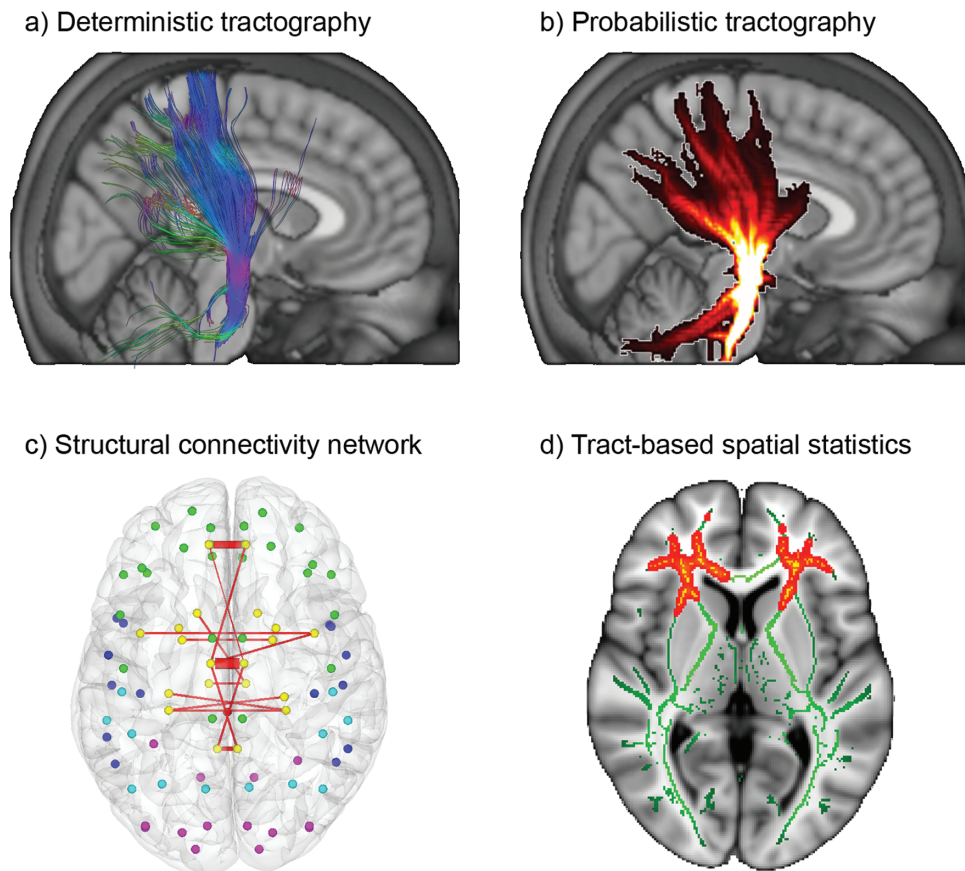 a) Deterministic tractography
b) Probabilistic tractography
c) Structural connectivity network
d) Tract-based spatial statistics